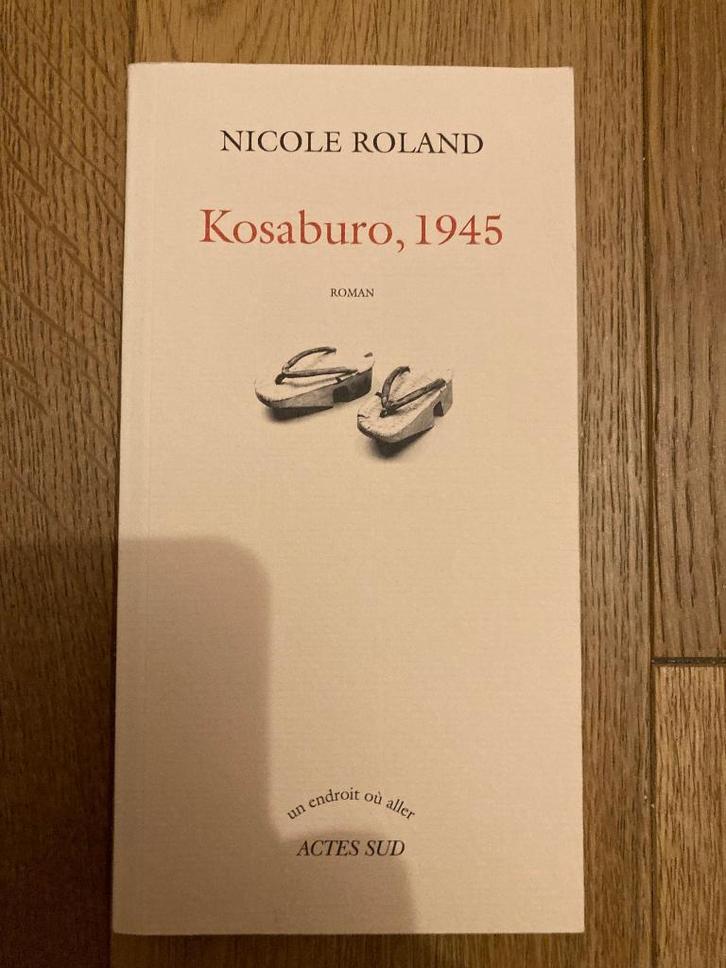 NICOLE ROLAND
Kosaburo, 1945
ROMAN
un endroit où aller
ACTES SUD